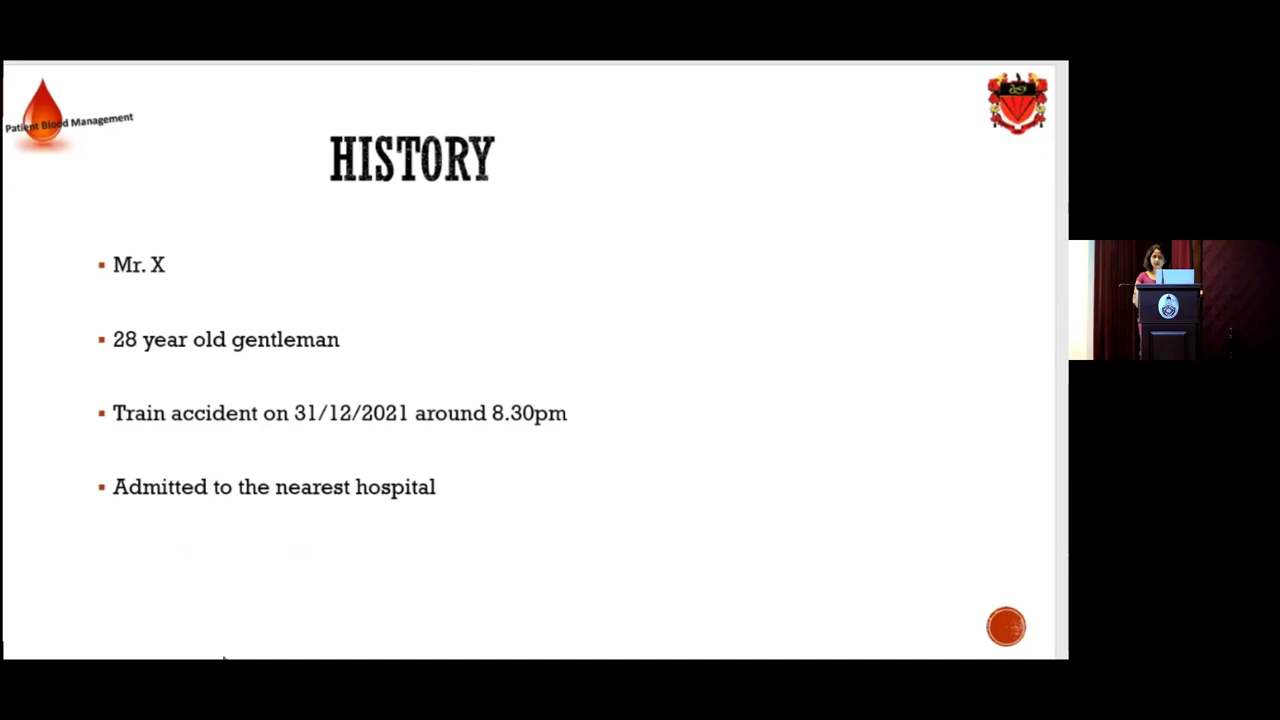 Patient Blood Management
HISTORY
Mr. X
28 year old gentleman
Train accident on 31/12/2021 around 8.30pm
Admitted to the nearest hospital